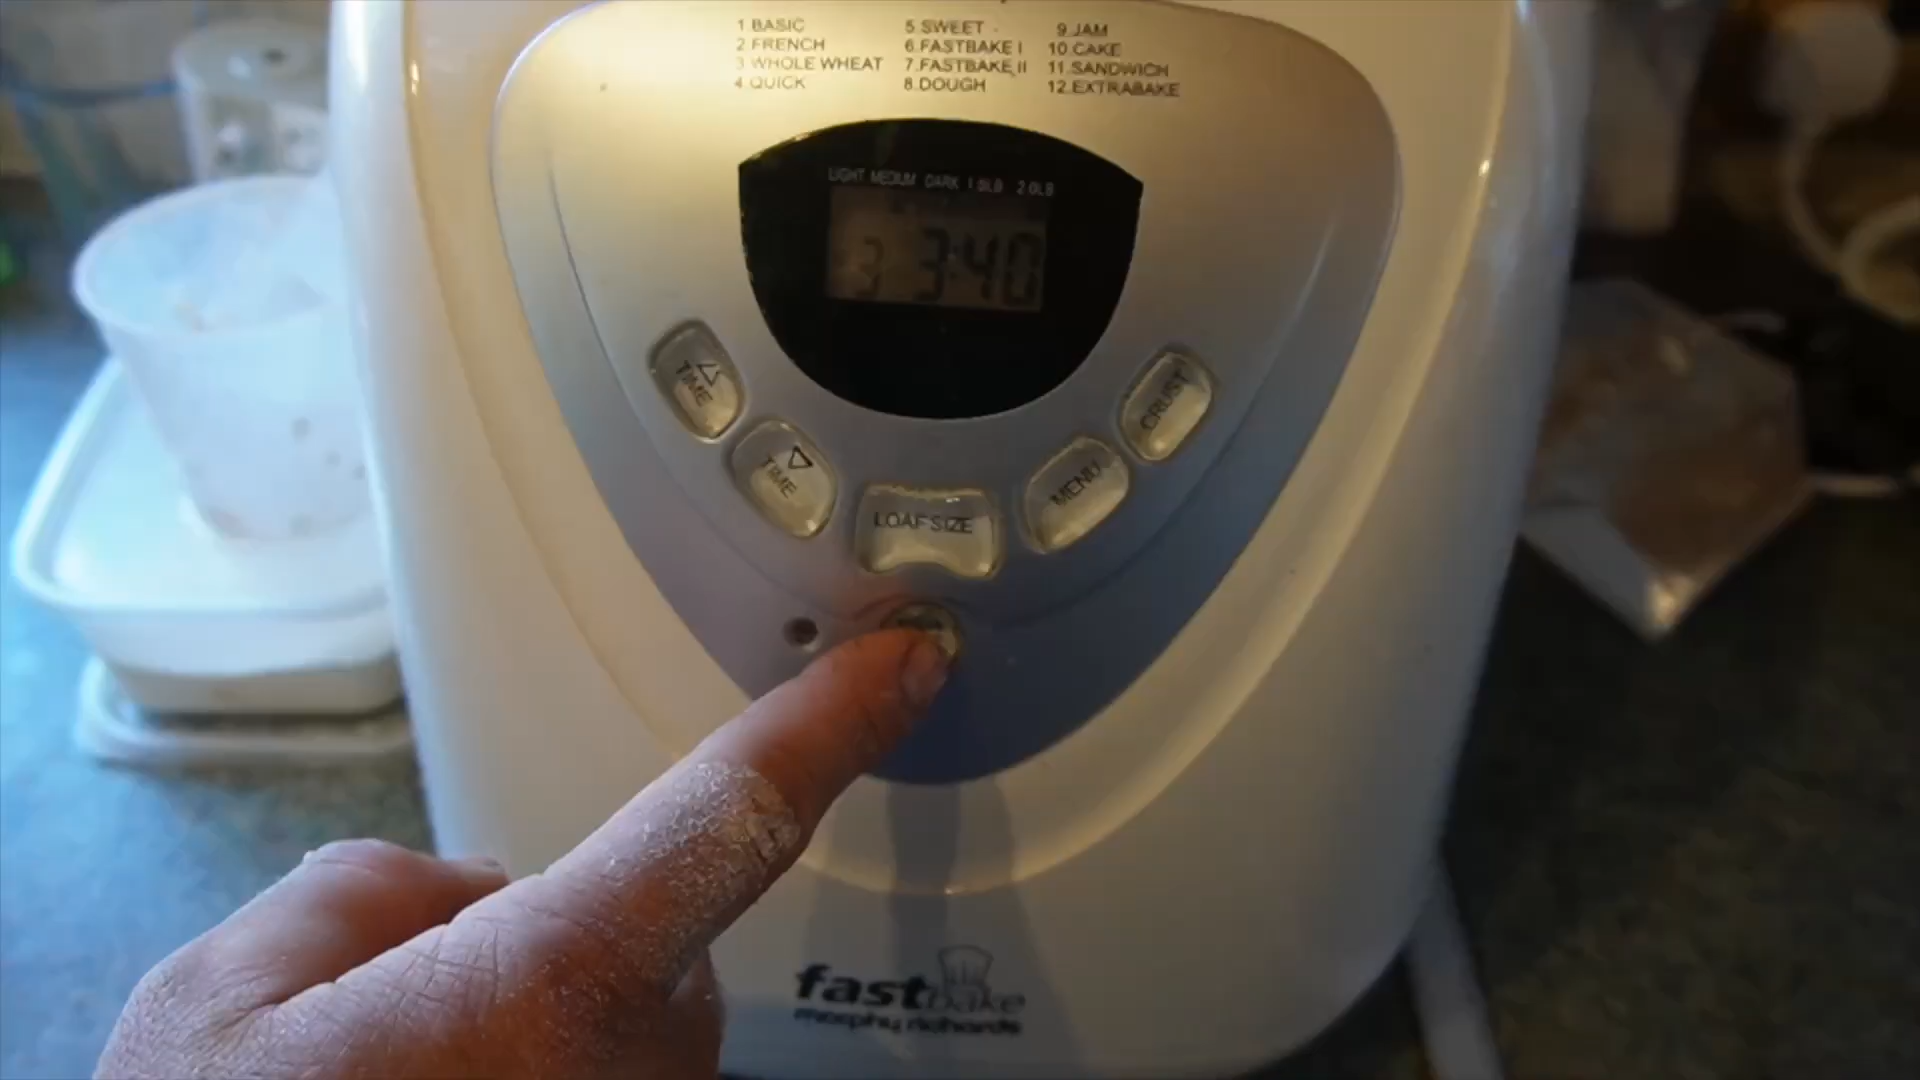 1 BASIC 5 SWEET 9 JAM
2 FRENCH 6 FASTBAKE I 10 CAKE
3 WHOLE WHEAT 7 FASTBAKE II 11 SANDWICH
4 QUICK 8 DOUGH 12 EXTRABAKE
LIGHT MEDIUM DARK 1.5LB 2.0LB
3 3:40
TIME
TIME
LOAF SIZE
MENU
CRUST
fastbake
morphy richards